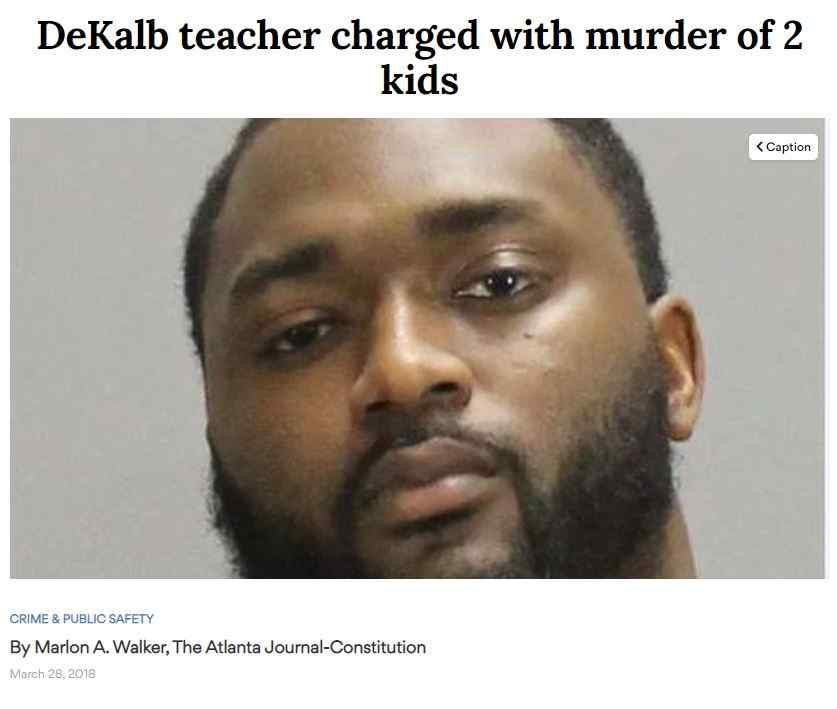 DeKalb teacher charged with murder of 2
kids
< Caption
CRIME & PUBLIC SAFETY
By Marlon A. Walker, The Atlanta Journal-Constitution
March 28, 2018